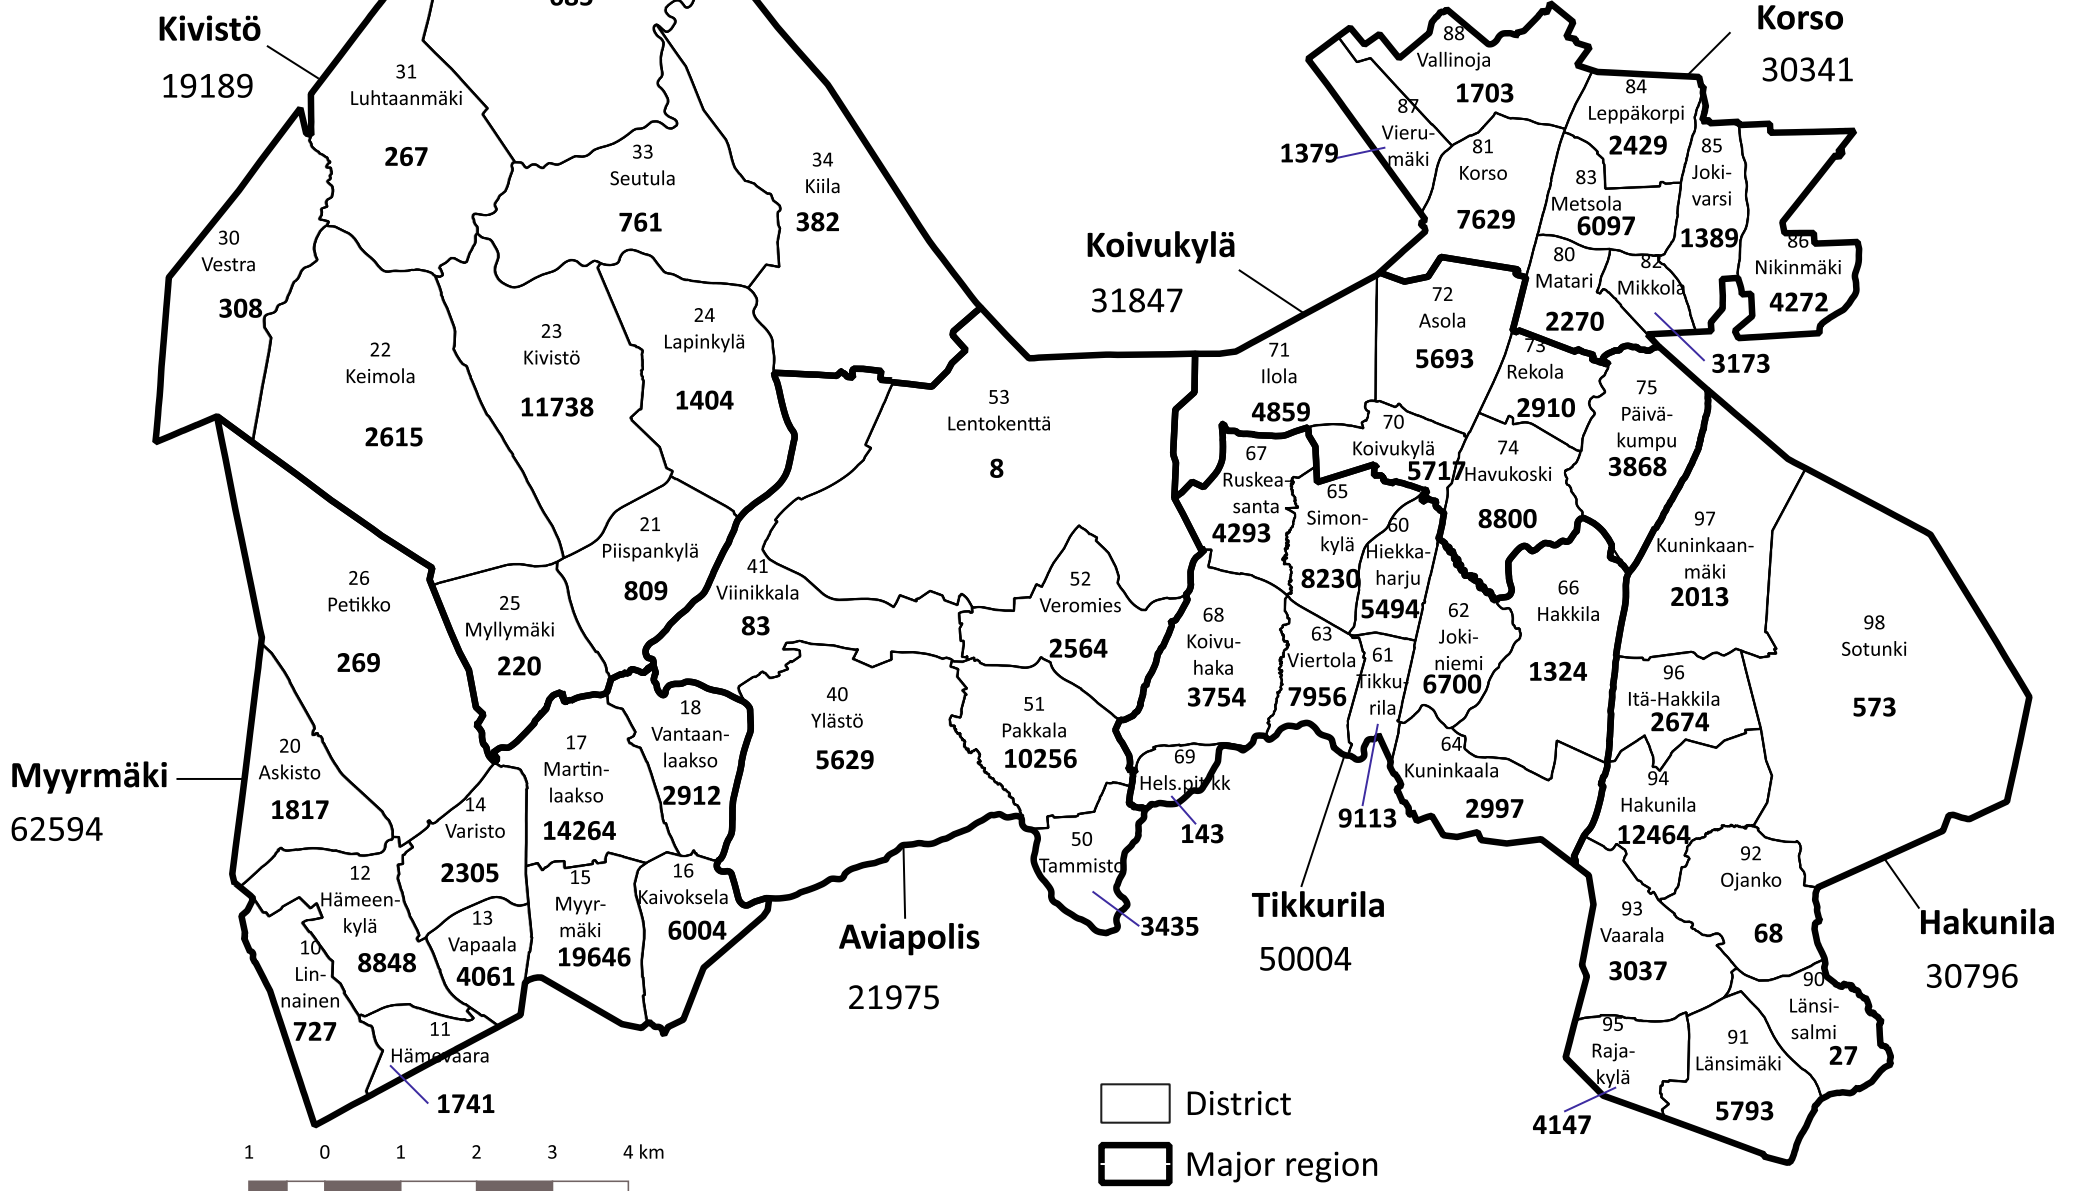 Kivistö
19189
31
Luhtaanmäki
267
33
Seutula
761
34
Kiila
382
30
Vestra
308
22
Keimola
2615
23
Kivistö
11738
24
Lapinkylä
1404
21
Piispankylä
809
25
Myllymäki
220
Myyrmäki
62594
26
Petikko
269
20
Askisto
1817
17
Martin-
laakso
14264
18
Vantaan-
laakso
2912
14
Varisto
2305
12
Hämeen-
kylä
8848
13
Vapaala
4061
15
Myyr-
mäki
19646
16
Kaivoksela
6004
10
Lin-
nainen
727
11
Hämevaara
1741
Aviapolis
21975
53
Lentokenttä
8
41
Viinikkala
83
52
Veromies
2564
40
Ylästö
5629
51
Pakkala
10256
50
Tammisto
3435
Koivukylä
31847
71
Ilola
4859
72
Asola
5693
70
Koivukylä
5717
73
Rekola
2910
74
Havukoski
8800
75
Päivä-
kumpu
3868
Korso
30341
88
Vallinoja
1703
87
Vieru-
mäki
1379
81
Korso
7629
84
Leppäkorpi
2429
83
Metsola
6097
85
Joki-
varsi
1389
80
Matari
2270
82
Mikkola
3173
86
Nikinmäki
4272
Tikkurila
50004
67
Ruskea-
santa
4293
65
Simon-
kylä
8230
60
Hiekka-
harju
5494
68
Koivu-
haka
3754
63
Viertola
7956
61
Tikku-
rila
9113
62
Joki-
niemi
6700
66
Hakkila
1324
64
Kuninkaala
2997
69
143
Hakunila
30796
97
Kuninkaan-
mäki
2013
98
Sotunki
573
96
Itä-Hakkila
2674
94
Hakunila
12464
92
Ojanko
68
93
Vaarala
3037
90
Länsi-
salmi
27
95
Raja-
kylä
4147
91
Länsimäki
5793
1 0 1 2 3 4 km
District
Major region